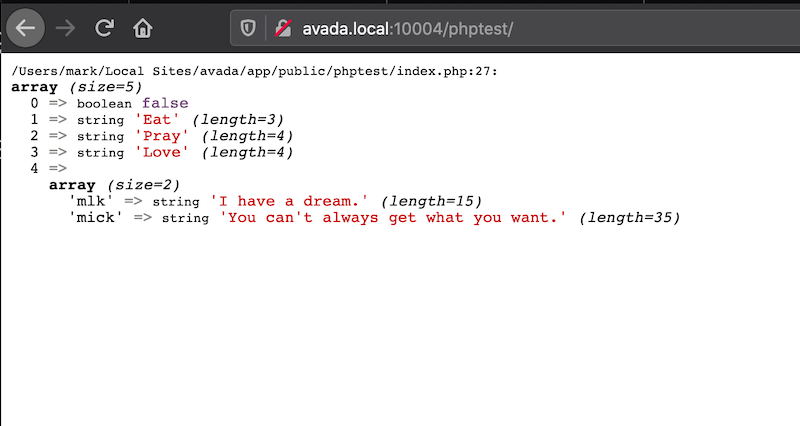 avada.local:10004/phptest/
/Users/mark/Local Sites/avada/app/public/phptest/index.php:27:
array (size=5)
0 => boolean false
1 => string 'Eat' (length=3)
2 => string 'Pray' (length=4)
3 => string 'Love' (length=4)
4 =>
array (size=2)
'mlk' => string 'I have a dream.' (length=15)
'mick' => string 'You can't always get what you want.' (length=35)